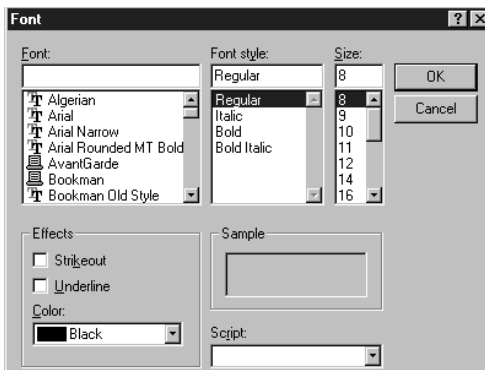 Font
Font: Font style: Size:
Regular 8 OK
Algerian Regular 8 Cancel
Arial Italic 9
Arial Narrow Bold 10
Arial Rounded MT Bold Bold Italic 11
AvantGarde 12
Bookman 14
Bookman Old Style 16
Effects Sample
Strikeout
Underline
Color:
Black Script: